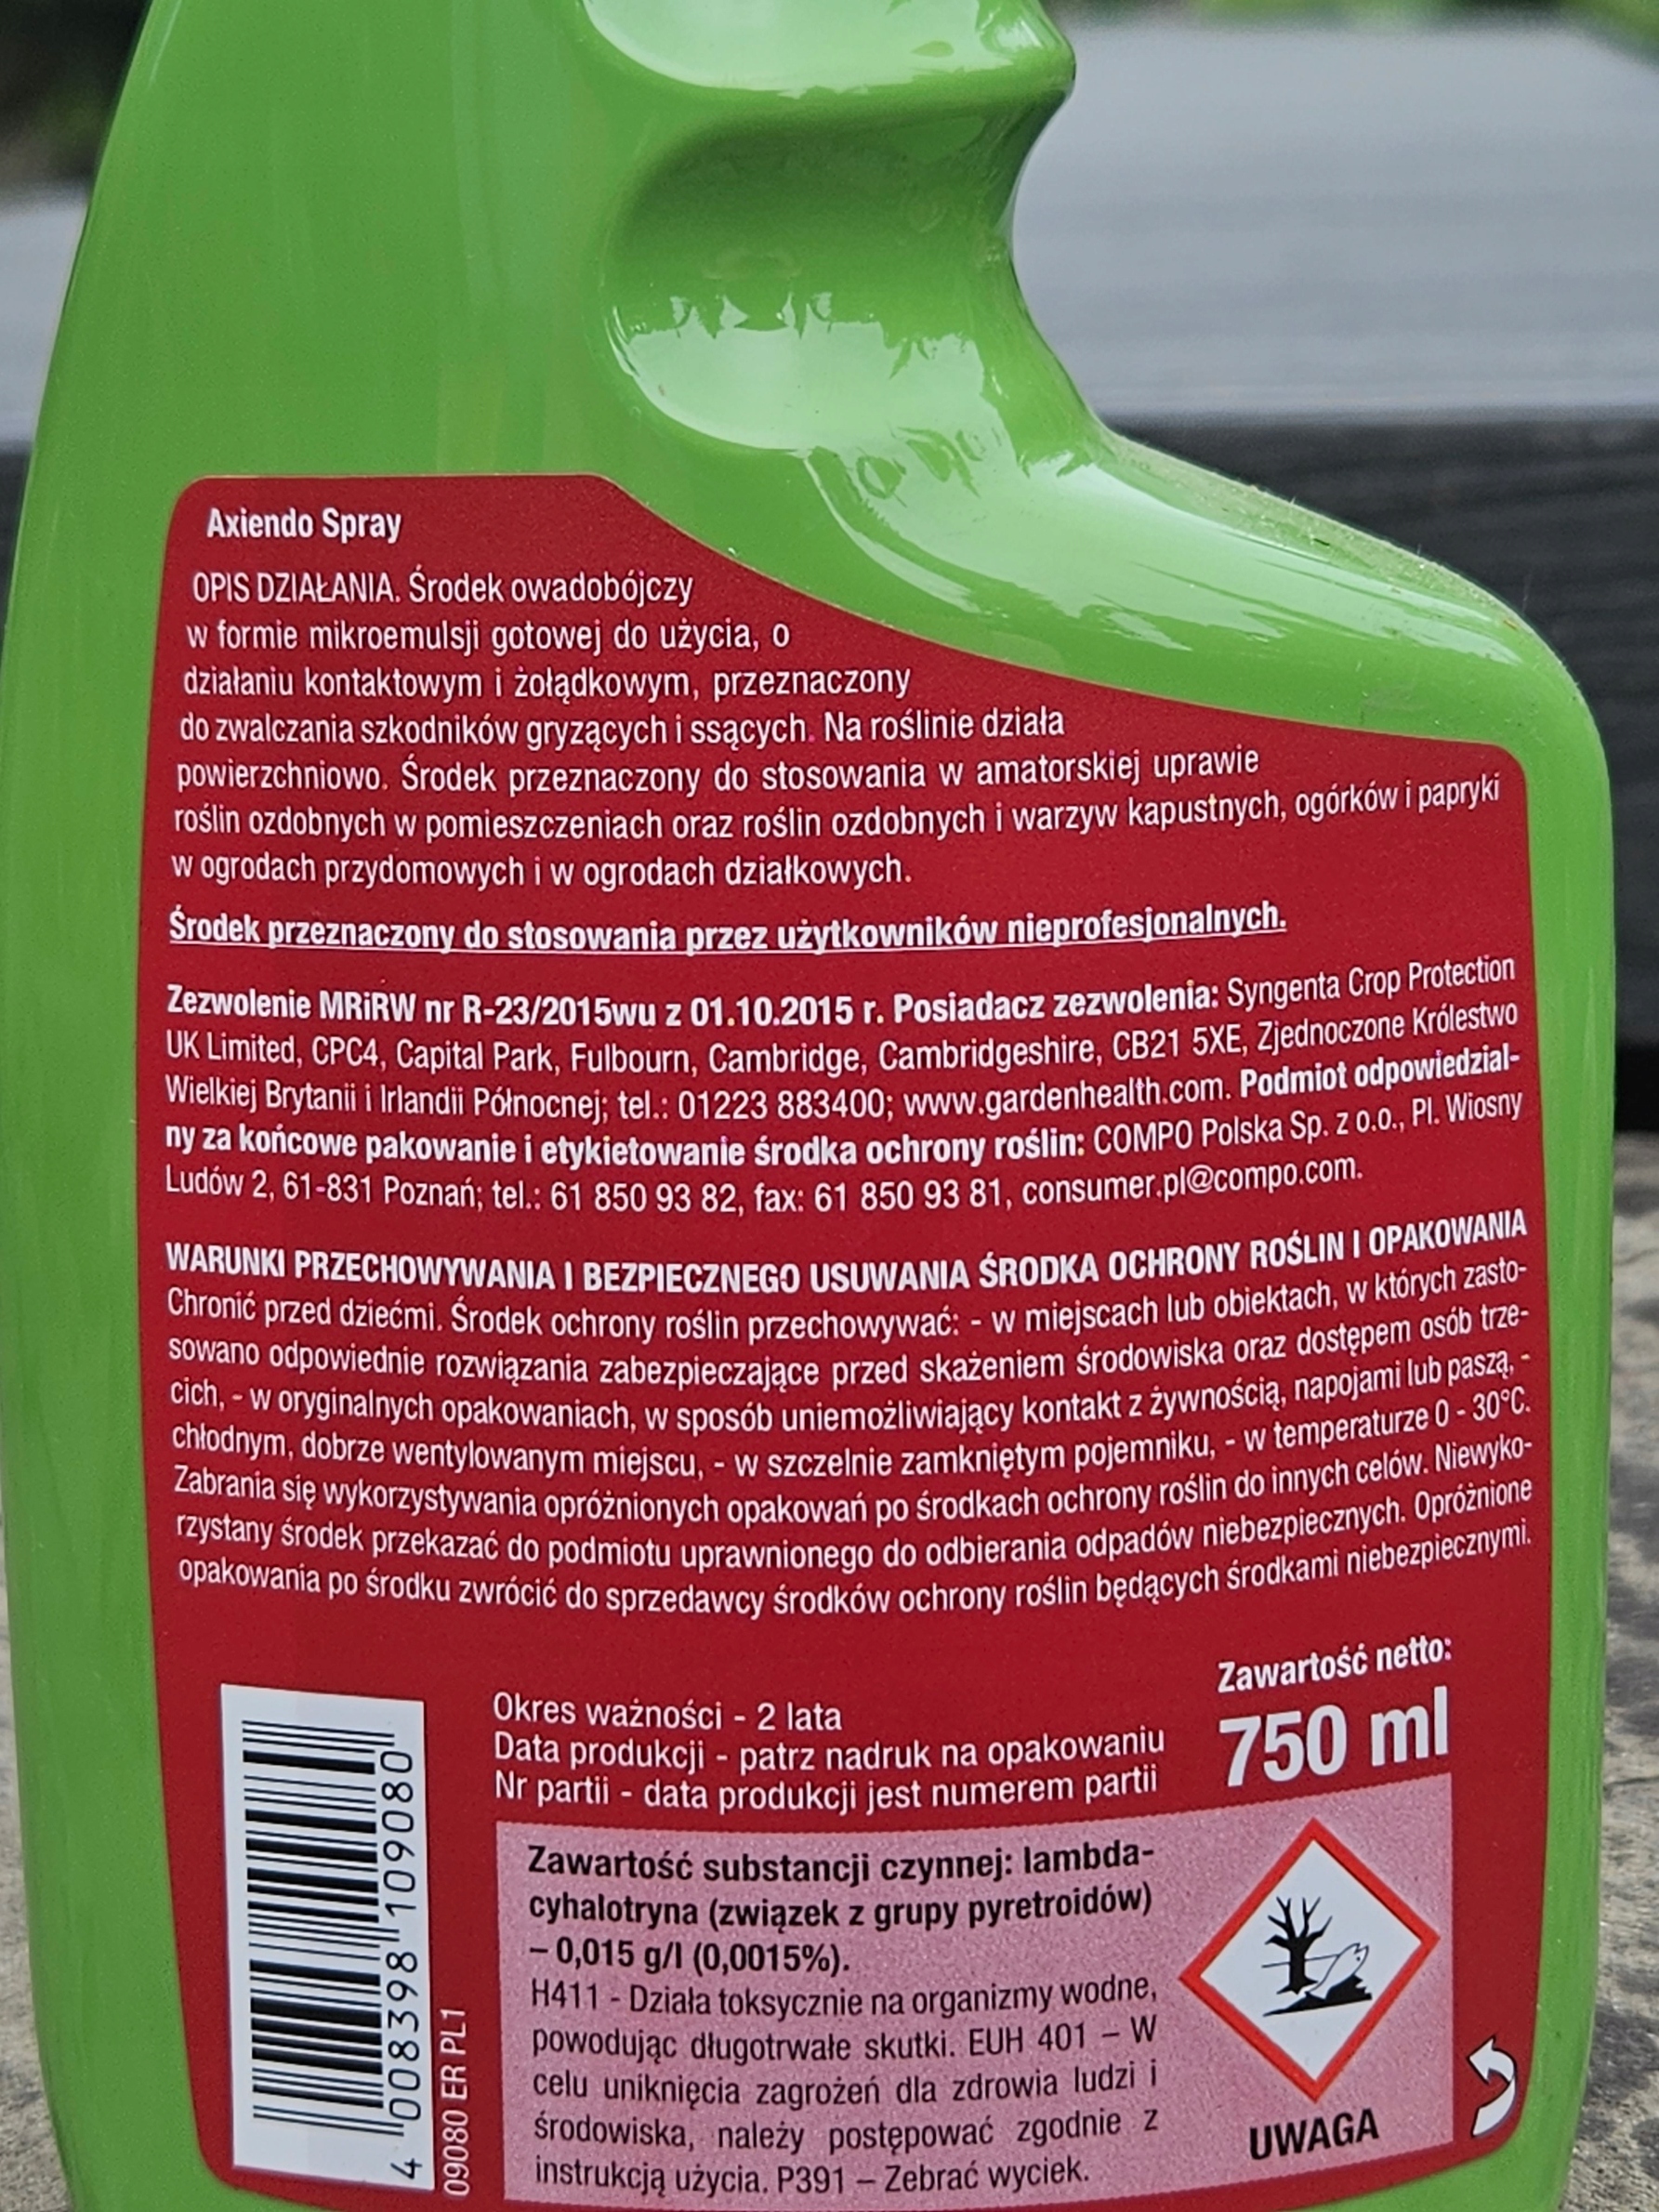 Axiendo Spray
OPIS DZIAŁANIA. Środek owadobójczy
w formie mikroemulsji gotowej do użycia, o
działaniu kontaktowym i żołądkowym, przeznaczony
do zwalczania szkodników gryzących i ssących. Na roślinie działa
powierzchniowo. Środek przeznaczony do stosowania w amatorskiej uprawie
roślin ozdobnych w pomieszczeniach oraz roślin ozdobnych i warzyw kapustnych, ogórków i papryki
w ogrodach przydomowych i w ogrodach działkowych.
Środek przeznaczony do stosowania przez użytkowników nieprofesjonalnych.
Zezwolenie MRiRW nr R-23/2015wu z 01.10.2015 r. Posiadacz zezwolenia: Syngenta Crop Protection
UK Limited, CPC4, Capital Park, Fulbourn, Cambridge, Cambridgeshire, CB21 5XE, Zjednoczone Królestwo
Wielkiej Brytanii i Irlandii Północnej; tel.: 01223 883400; www.gardenhealth.com. Podmiot odpowiedzial-
ny za końcowe pakowanie i etykietowanie środka ochrony roślin: COMPO Polska Sp. z o.o., Pl. Wiosny
Ludów 2, 61-831 Poznań; tel.: 61 850 93 82, fax: 61 850 93 81, consumer.pl@compo.com.
WARUNKI PRZECHOWYWANIA I BEZPIECZNEGO USUWANIA ŚRODKA OCHRONY ROŚLIN I OPAKOWANIA
Chronić przed dziećmi. Środek ochrony roślin przechowywać: - w miejscach lub obiektach, w których zasto-
sowano odpowiednie rozwiązania zabezpieczające przed skażeniem środowiska oraz dostępem osób trze-
cich, - w oryginalnych opakowaniach, w sposób uniemożliwiający kontakt z żywnością, napojami lub paszą, -
chłodnym, dobrze wentylowanym miejscu, - w szczelnie zamkniętym pojemniku, - w temperaturze 0 - 30°C.
Zabrania się wykorzystywania opróżnionych opakowań po środkach ochrony roślin do innych celów. Niewyko-
rzystany środek przekazać do podmiotu uprawnionego do odbierania odpadów niebezpiecznych. Opróżnione
opakowania po środku zwrócić do sprzedawcy środków ochrony roślin będących środkami niebezpiecznymi.
Okres ważności - 2 lata
Data produkcji - patrz nadruk na opakowaniu
Nr partii - data produkcji jest numerem partii
Zawartość netto:
750 ml
4 008398 109080
09080 ER PL1
Zawartość substancji czynnej: lambda-
cyhalotryna (związek z grupy pyretroidów)
– 0,015 g/l (0,0015%).
H411 - Działa toksycznie na organizmy wodne,
powodując długotrwałe skutki. EUH 401 – W
celu uniknięcia zagrożeń dla zdrowia ludzi i
środowiska, należy postępować zgodnie z
instrukcją użycia. P391 – Zebrać wyciek.
UWAGA